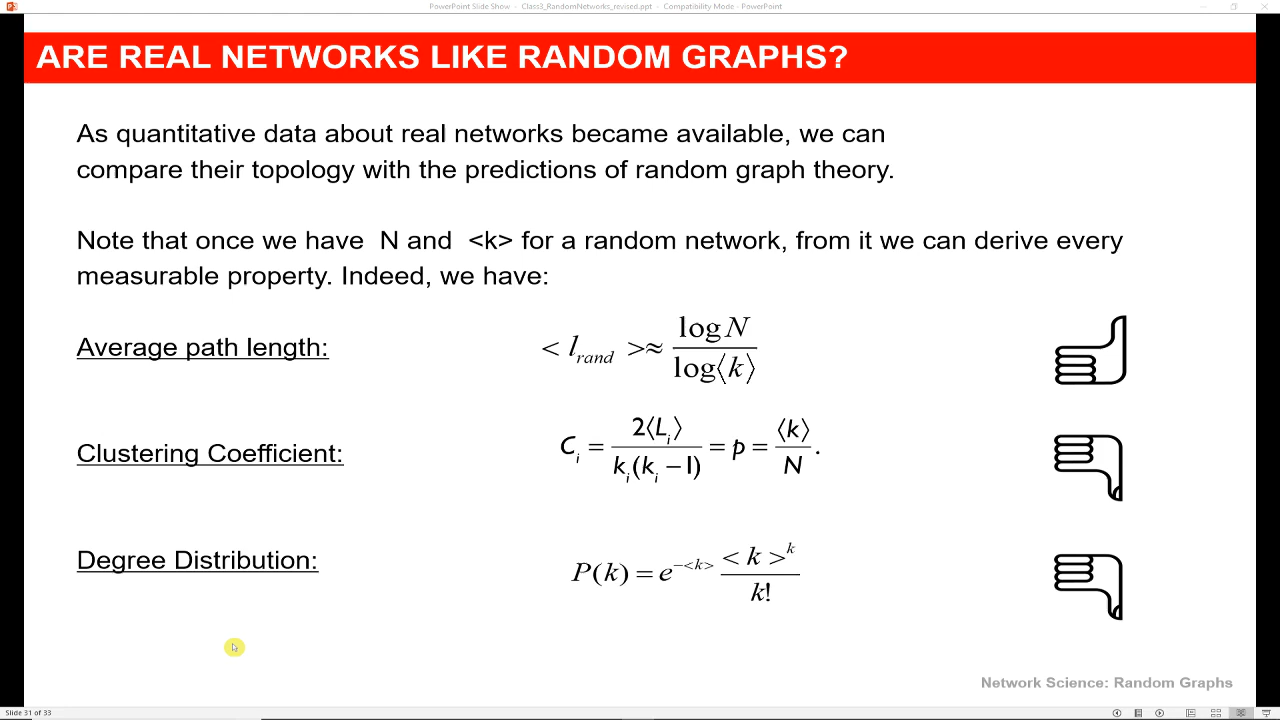 PowerPoint Slide Show - Class3_RandomNetworks_revised.ppt - Compatibility Mode - PowerPoint
ARE REAL NETWORKS LIKE RANDOM GRAPHS?
As quantitative data about real networks became available, we can
compare their topology with the predictions of random graph theory.
Note that once we have N and <k> for a random network, from it we can derive every
measurable property. Indeed, we have:
Average path length: < l_rand > ≈ log N / log⟨k⟩
Clustering Coefficient: C_i = 2⟨L_i⟩ / k_i(k_i − 1) = p = ⟨k⟩ / N .
Degree Distribution: P(k) = e^{−<k>} <k>^k / k!
Network Science: Random Graphs
Slide 31 of 33